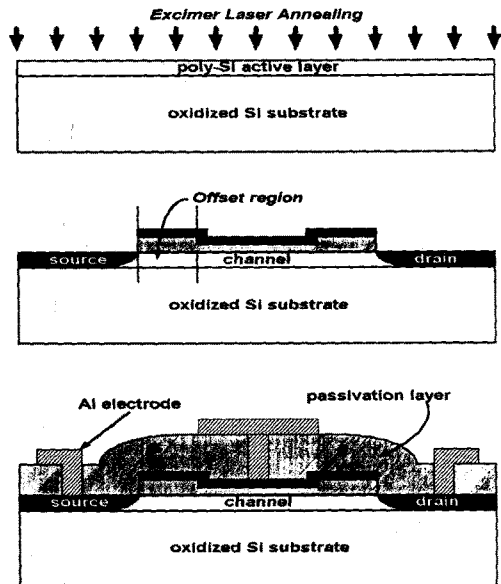 Excimer Laser Annealing
poly-Si active layer
oxidized Si substrate
Offset region
source
channel
drain
oxidized Si substrate
Al electrode
passivation layer
source
channel
drain
oxidized Si substrate